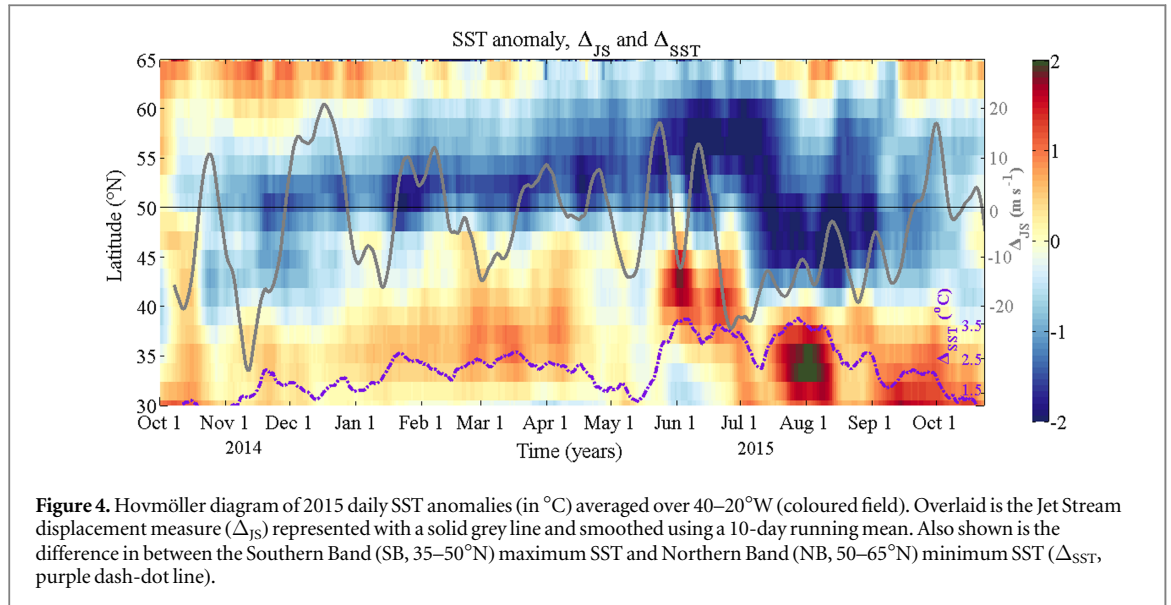 SST anomaly, Δ_JS and Δ_SST
65
60
55
50
45
40
35
30
Latitude (°N)
20
10
0
-10
-20
Δ_JS (m s⁻¹)
3.5
2.5
1.5
Δ_SST (°C)
2
1
0
-1
-2
Oct 1 Nov 1 Dec 1 Jan 1 Feb 1 Mar 1 Apr 1 May 1 Jun 1 Jul 1 Aug 1 Sep 1 Oct 1
2014 2015
Time (years)
Figure 4. Hovmöller diagram of 2015 daily SST anomalies (in °C) averaged over 40–20°W (coloured field). Overlaid is the Jet Stream
displacement measure (Δ_JS) represented with a solid grey line and smoothed using a 10-day running mean. Also shown is the
difference in between the Southern Band (SB, 35–50°N) maximum SST and Northern Band (NB, 50–65°N) minimum SST (Δ_SST,
purple dash-dot line).